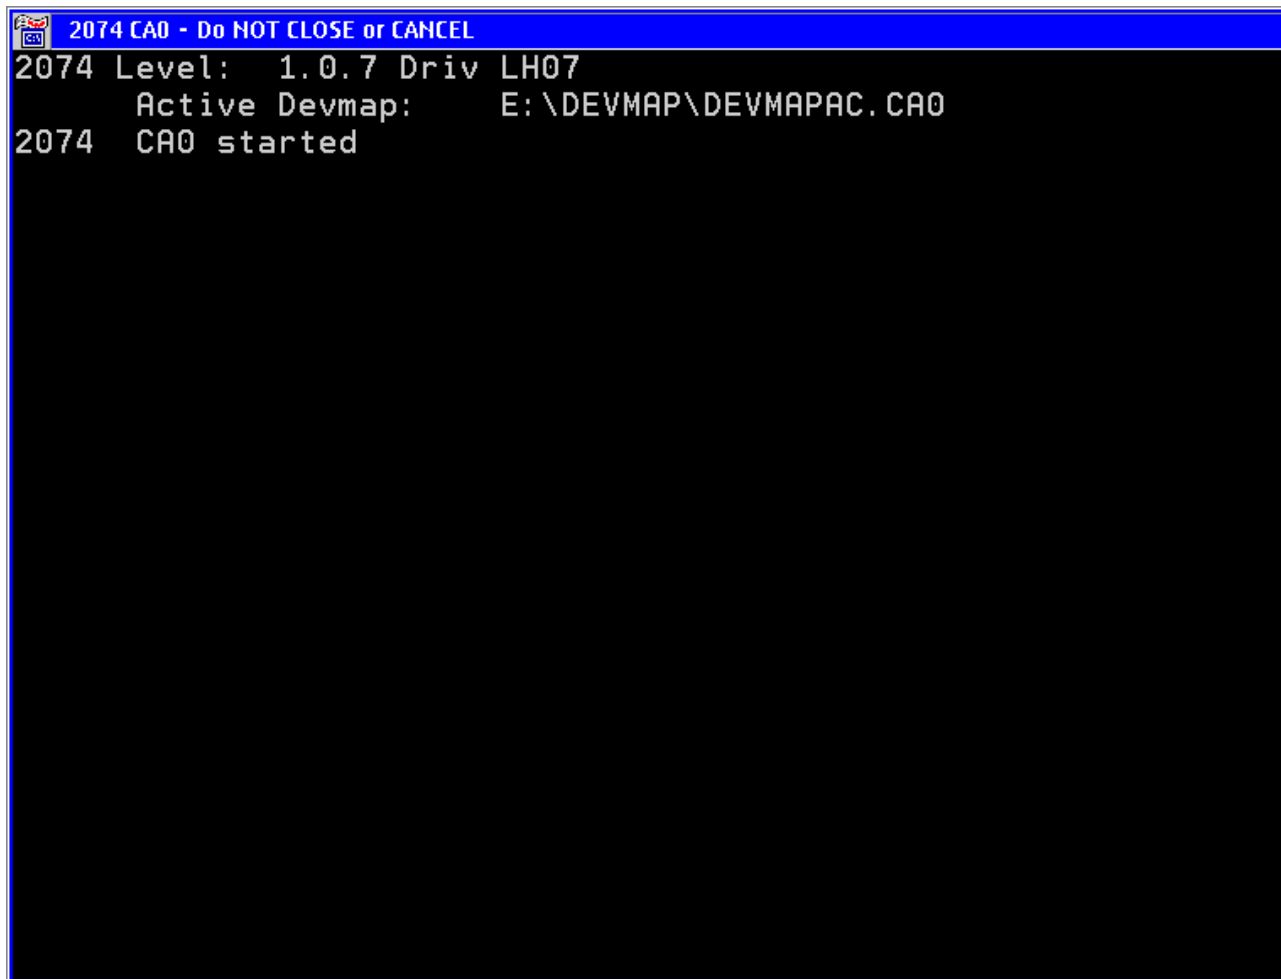 2074 CA0 - Do NOT CLOSE or CANCEL
2074 Level:  1.0.7 Driv LH07
Active Devmap:    E:\DEVMAP\DEVMAPAC.CA0
2074  CA0 started